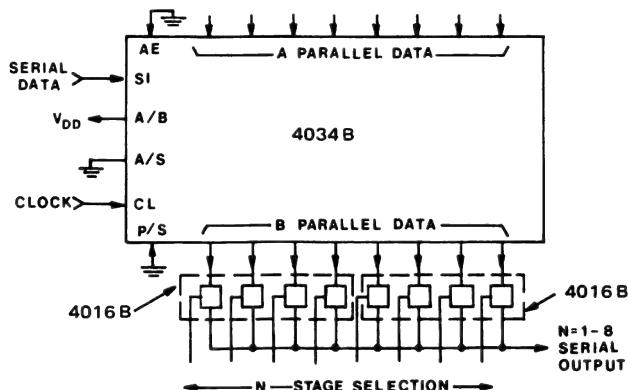 AE
A PARALLEL DATA
SERIAL
DATA
SI
V_DD
A/B
4034B
A/S
CLOCK
CL
P/S
B PARALLEL DATA
4016B
4016B
N=1-8
SERIAL
OUTPUT
N—STAGE SELECTION